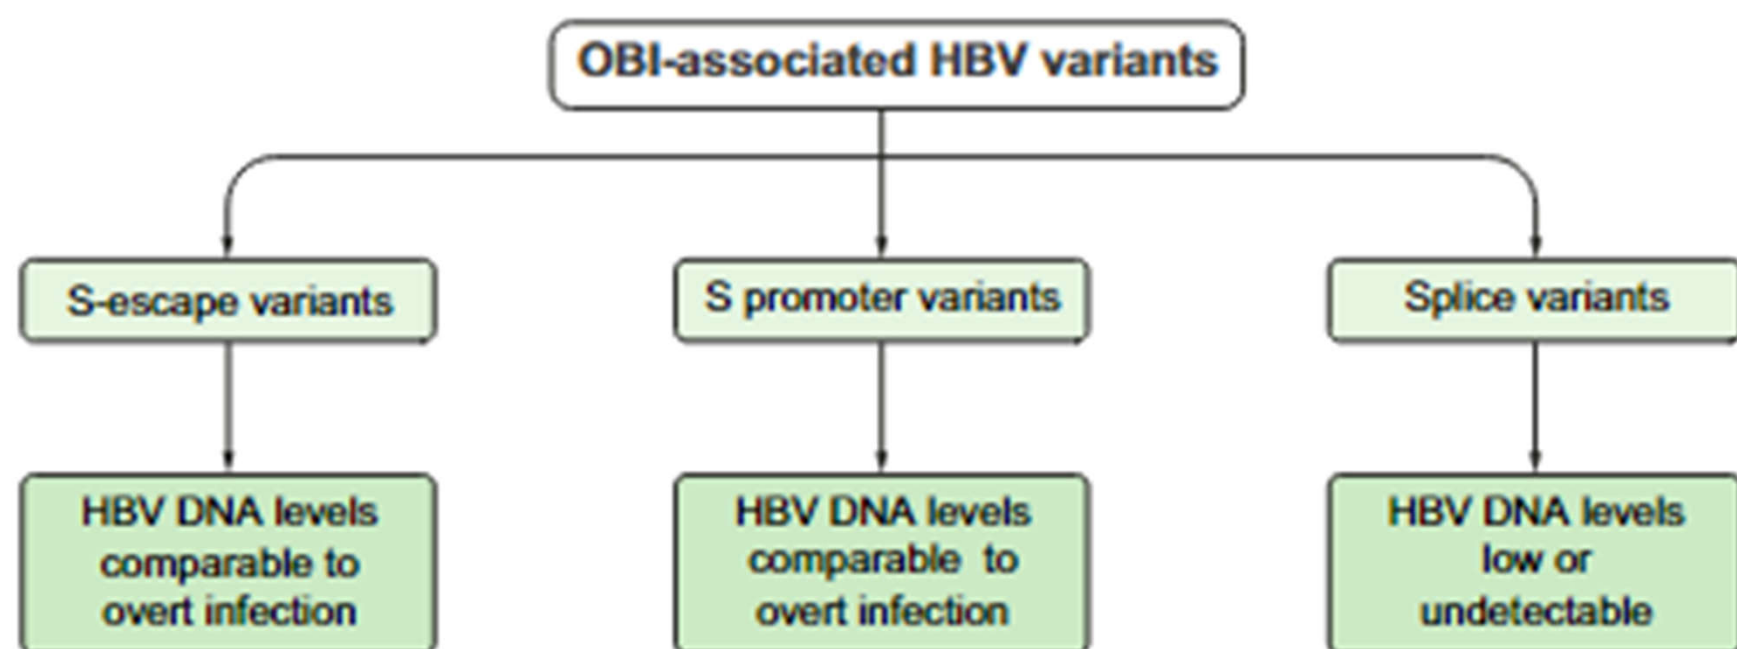 OBI-associated HBV variants
S-escape variants
S promoter variants
Splice variants
HBV DNA levels
comparable to
overt infection
HBV DNA levels
comparable to
overt infection
HBV DNA levels
low or
undetectable